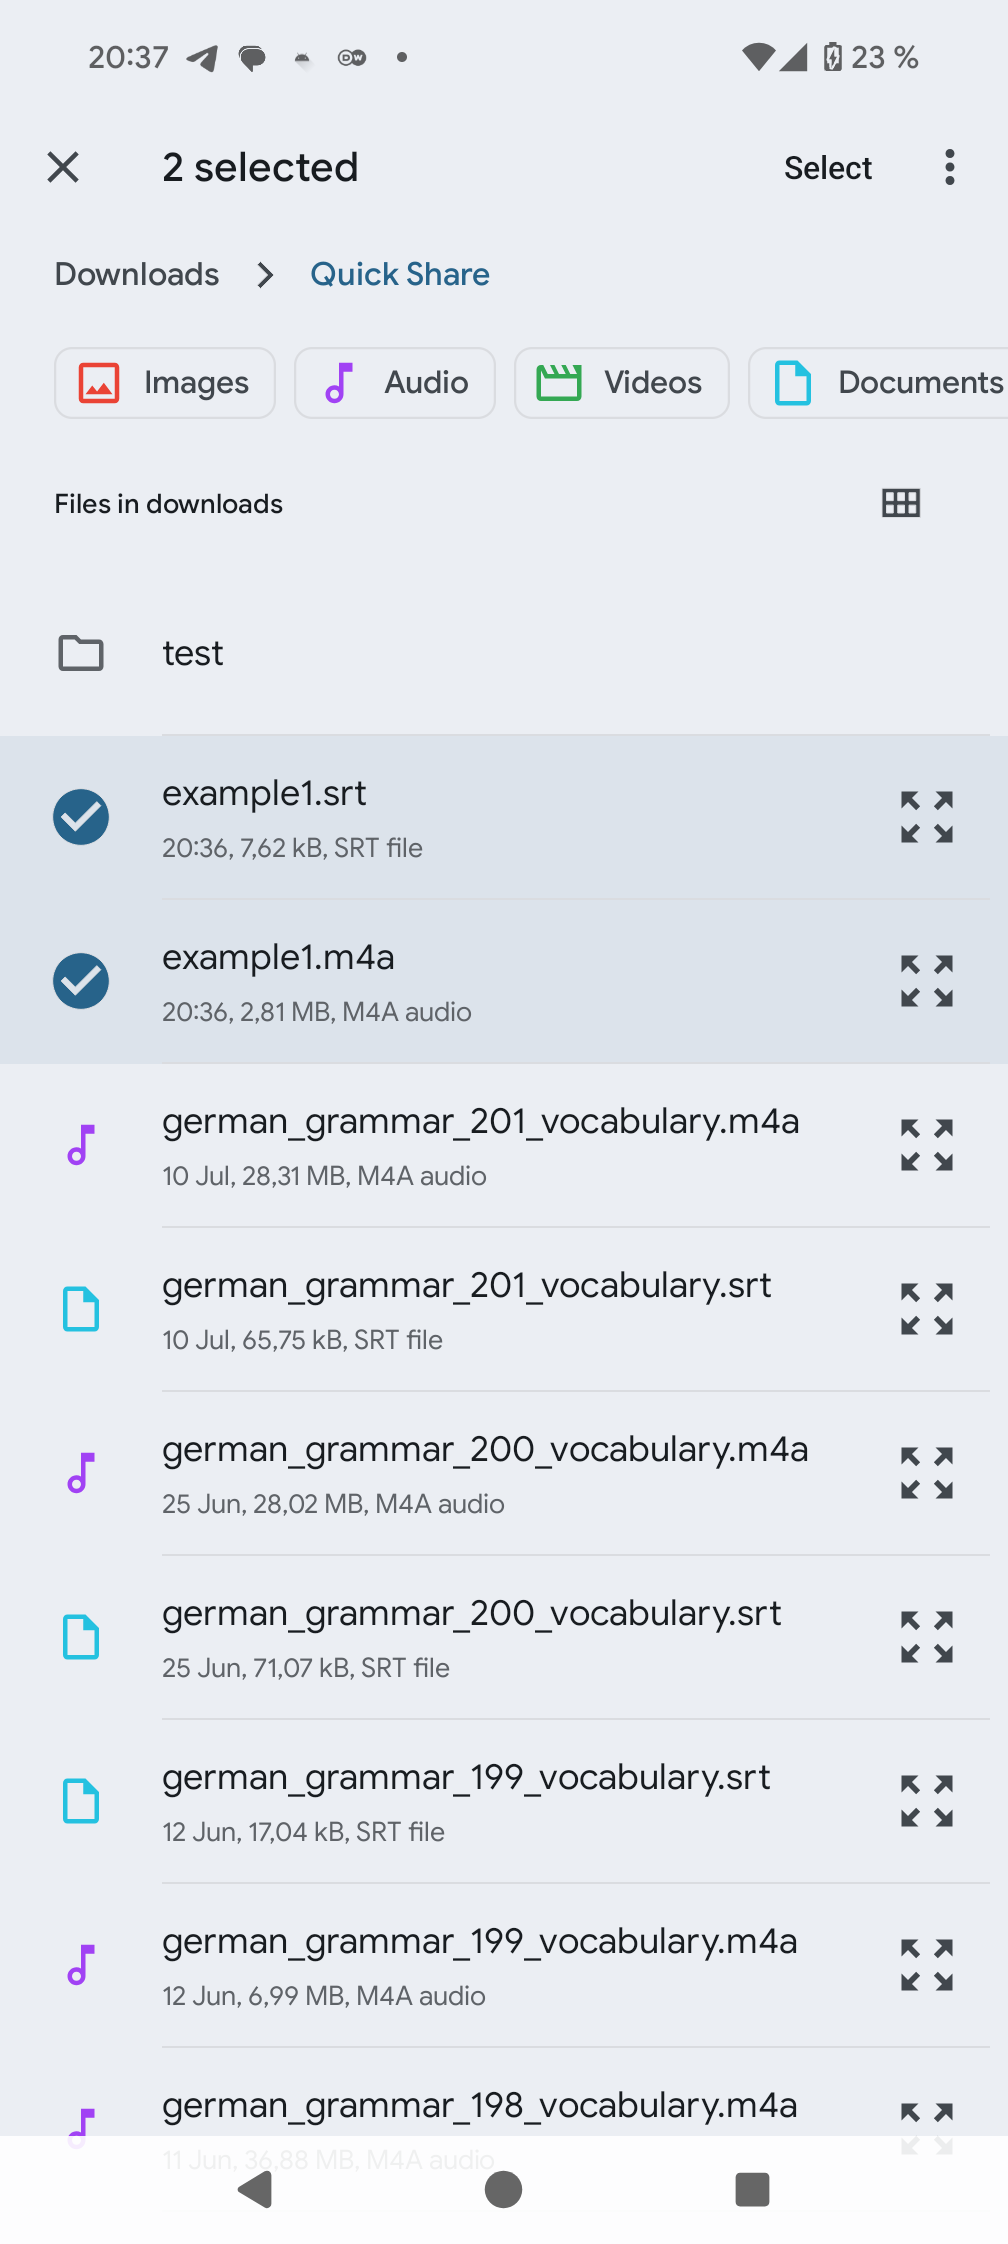 20:37 23 %
2 selected Select
Downloads Quick Share
Images Audio Videos Documents
Files in downloads
test
example1.srt
20:36, 7,62 kB, SRT file
example1.m4a
20:36, 2,81 MB, M4A audio
german_grammar_201_vocabulary.m4a
10 Jul, 28,31 MB, M4A audio
german_grammar_201_vocabulary.srt
10 Jul, 65,75 kB, SRT file
german_grammar_200_vocabulary.m4a
25 Jun, 28,02 MB, M4A audio
german_grammar_200_vocabulary.srt
25 Jun, 71,07 kB, SRT file
german_grammar_199_vocabulary.srt
12 Jun, 17,04 kB, SRT file
german_grammar_199_vocabulary.m4a
12 Jun, 6,99 MB, M4A audio
german_grammar_198_vocabulary.m4a
11 Jun, 36,88 MB, M4A audio